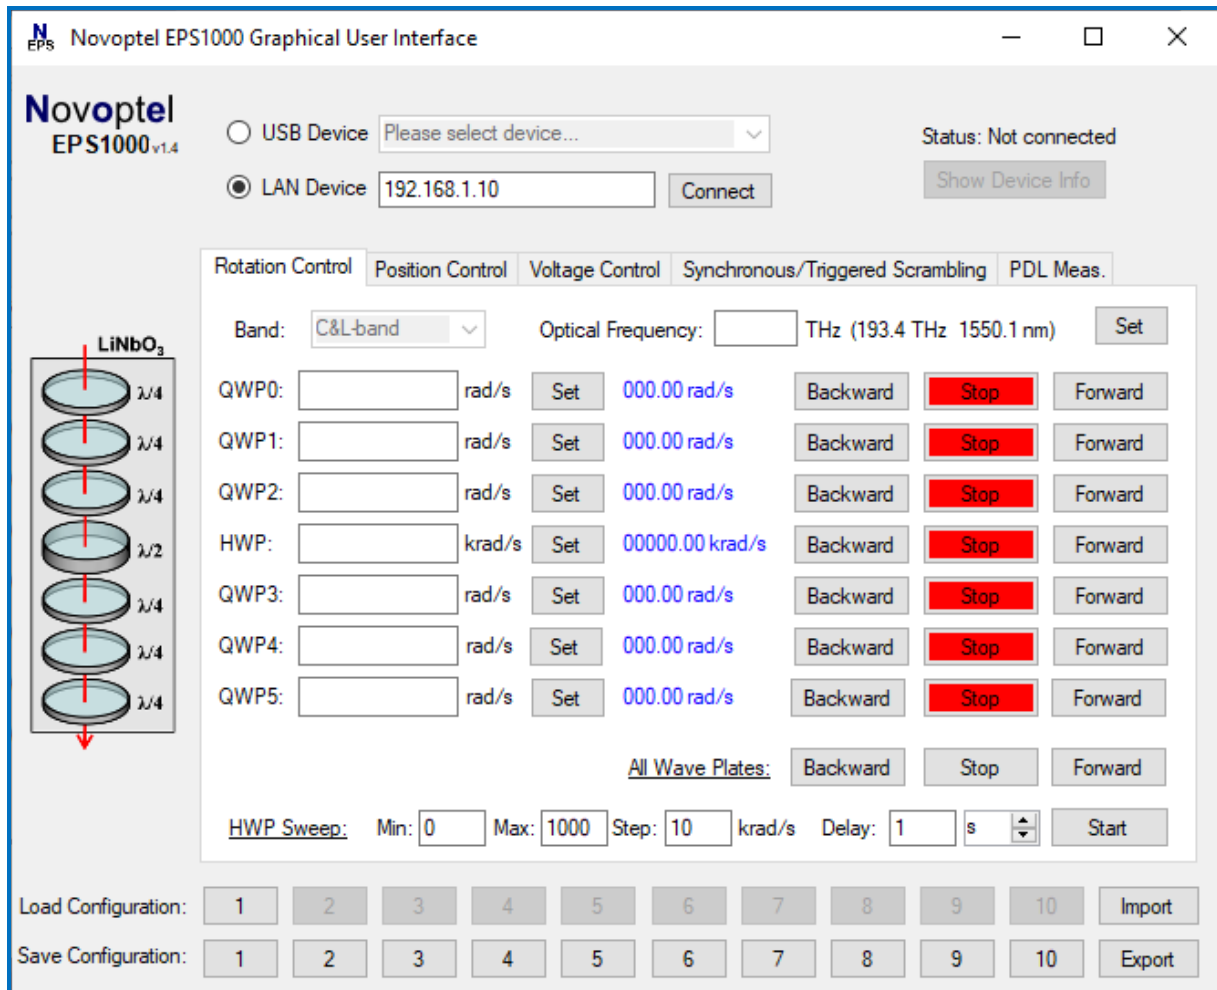 N EPS Novoptel EPS1000 Graphical User Interface
Novoptel
EPS1000 v1.4
USB Device Please select device...
Status: Not connected
LAN Device 192.168.1.10 Connect
Show Device Info
Rotation Control Position Control Voltage Control Synchronous/Triggered Scrambling PDL Meas.
Band: C&L-band Optical Frequency: THz (193.4 THz 1550.1 nm) Set
LiNbO3
λ/4
λ/4
λ/4
λ/2
λ/4
λ/4
λ/4
QWP0: rad/s Set 000.00 rad/s Backward Stop Forward
QWP1: rad/s Set 000.00 rad/s Backward Stop Forward
QWP2: rad/s Set 000.00 rad/s Backward Stop Forward
HWP: krad/s Set 00000.00 krad/s Backward Stop Forward
QWP3: rad/s Set 000.00 rad/s Backward Stop Forward
QWP4: rad/s Set 000.00 rad/s Backward Stop Forward
QWP5: rad/s Set 000.00 rad/s Backward Stop Forward
All Wave Plates: Backward Stop Forward
HWP Sweep: Min: 0 Max: 1000 Step: 10 krad/s Delay: 1 s Start
Load Configuration: 1 2 3 4 5 6 7 8 9 10 Import
Save Configuration: 1 2 3 4 5 6 7 8 9 10 Export